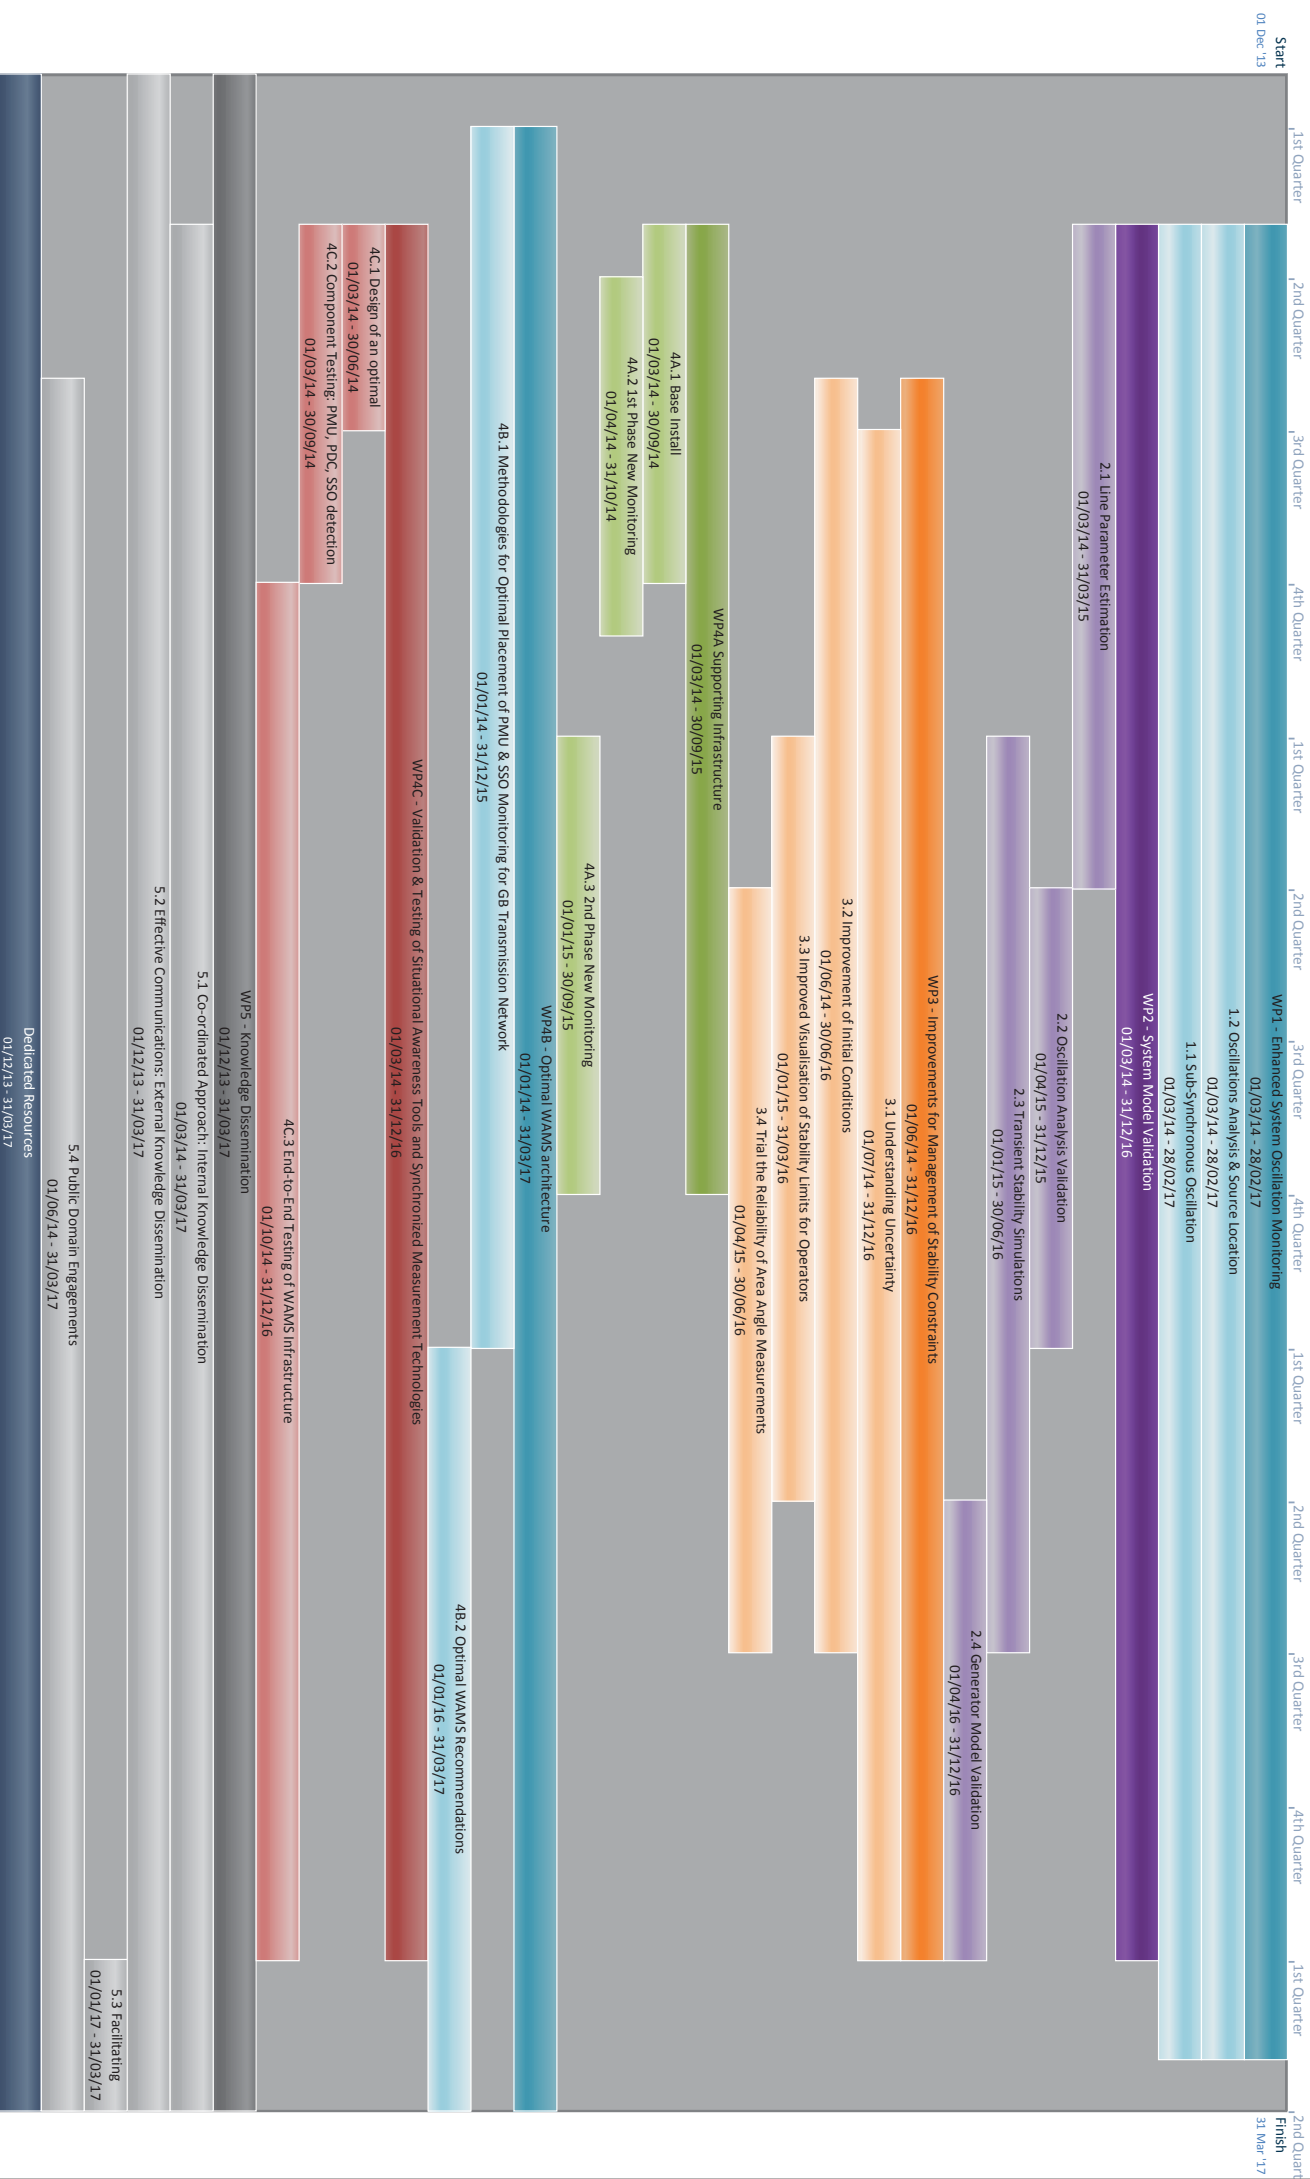 Start
01 Dec '13
1st Quarter
2nd Quarter
3rd Quarter
4th Quarter
1st Quarter
2nd Quarter
3rd Quarter
4th Quarter
1st Quarter
2nd Quarter
3rd Quarter
4th Quarter
1st Quarter
2nd Quart
Finish
31 Mar '17
WP1 - Enhanced System Oscillation Monitoring
01/03/14 - 28/02/17
1.2 Oscillations Analysis & Source Location
01/03/14 - 28/02/17
1.1 Sub-Synchronous Oscillation
01/03/14 - 28/02/17
WP2 - System Model Validation
01/03/14 - 31/12/16
2.1 Line Parameter Estimation
01/03/14 - 31/03/15
2.2 Oscillation Analysis Validation
01/04/15 - 31/12/15
2.3 Transient Stability Simulations
01/01/15 - 30/06/16
2.4 Generator Model Validation
01/04/16 - 31/12/16
WP3 - Improvements for Management of Stability Constraints
01/06/14 - 31/12/16
3.1 Understanding Uncertainty
01/07/14 - 31/12/16
3.2 Improvement of Initial Conditions
01/06/14 - 30/06/16
3.3 Improved Visualisation of Stability Limits for Operators
01/01/15 - 31/03/16
3.4 Trial the Reliability of Area Angle Measurements
01/04/15 - 30/06/16
WP4A Supporting Infrastructure
01/03/14 - 30/09/15
4A.1 Base Install
01/03/14 - 30/09/14
4A.2 1st Phase New Monitoring
01/04/14 - 31/10/14
4A.3 2nd Phase New Monitoring
01/01/15 - 30/09/15
WP4B - Optimal WAMS architecture
01/01/14 - 31/03/17
4B.1 Methodologies for Optimal Placement of PMU & SSO Monitoring for GB Transmission Network
01/01/14 - 31/12/15
4B.2 Optimal WAMS Recommendations
01/01/16 - 31/03/17
WP4C - Validation & Testing of Situational Awareness Tools and Synchronized Measurement Technologies
01/03/14 - 31/12/16
4C.1 Design of an optimal
01/03/14 - 30/06/14
4C.2 Component Testing: PMU, PDC, SSO detection
01/03/14 - 30/09/14
4C.3 End-to-End Testing of WAMS Infrastructure
01/10/14 - 31/12/16
WP5 - Knowledge Dissemination
01/12/13 - 31/03/17
5.1 Co-ordinated Approach: Internal Knowledge Dissemination
01/03/14 - 31/03/17
5.2 Effective Communications: External Knowledge Dissemination
01/12/13 - 31/03/17
5.3 Facilitating
01/01/17 - 31/03/17
5.4 Public Domain Engagements
01/06/14 - 31/03/17
Dedicated Resources
01/12/13 - 31/03/17